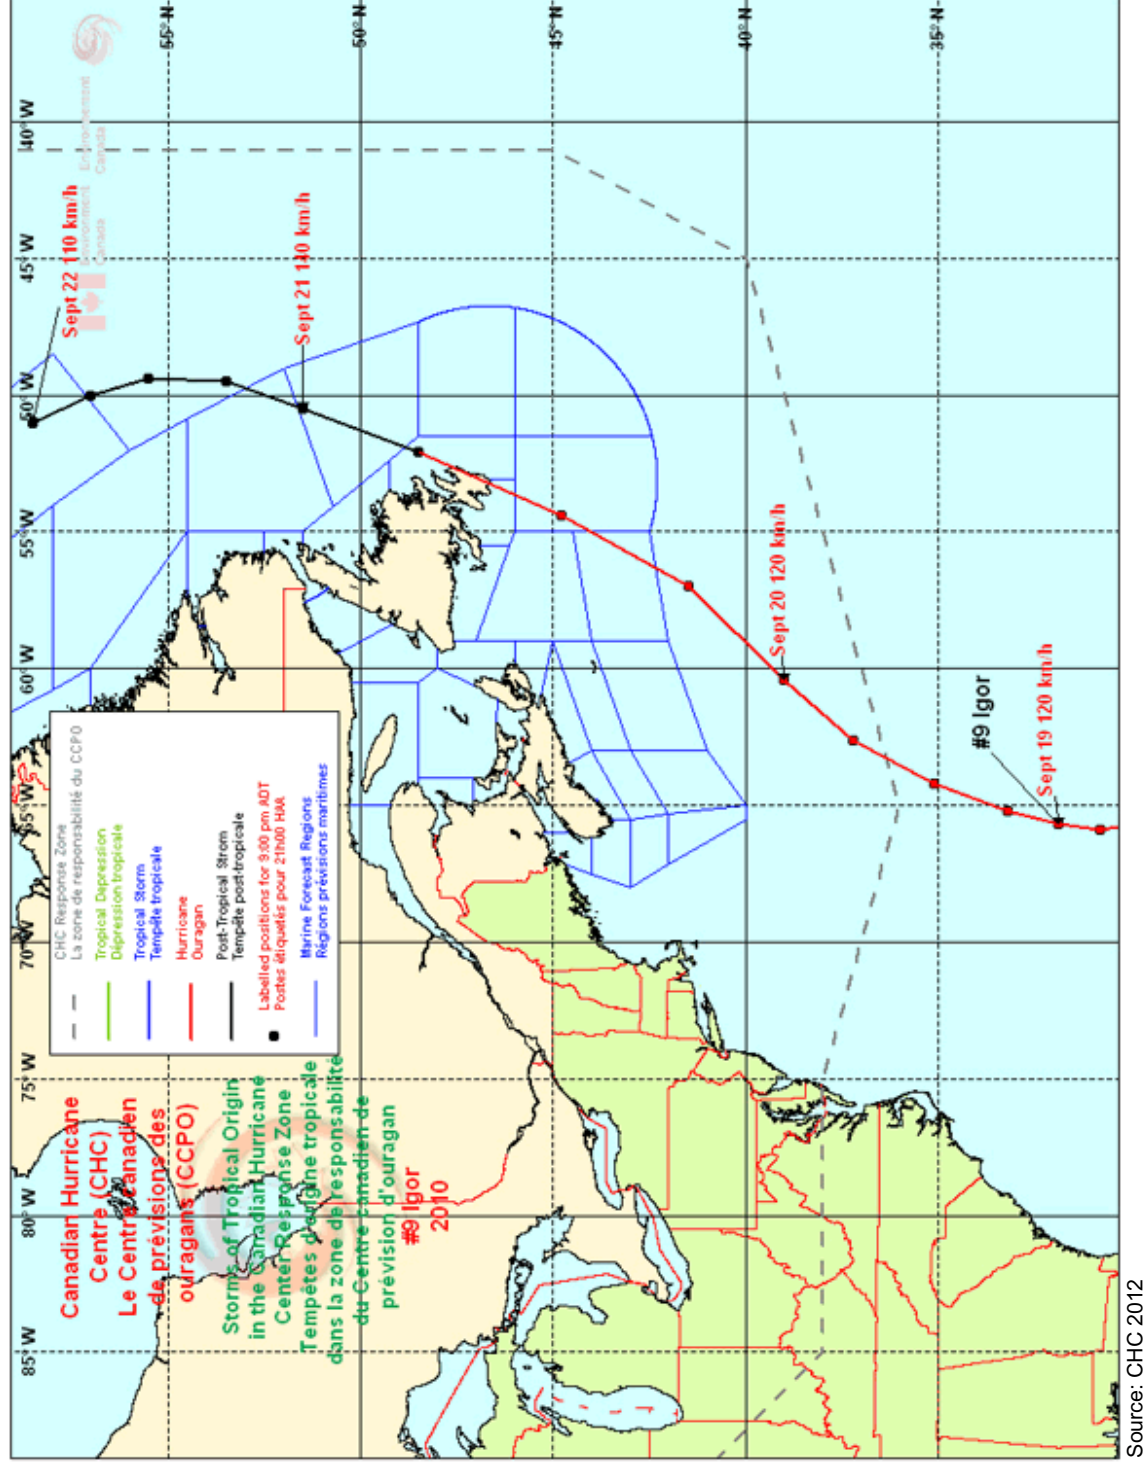 Canadian Hurricane
Centre (CHC)
Le Centre canadien
de prévisions des
ouragans (CCPO)
Storms of Tropical Origin
in the Canadian Hurricane
Center Response Zone
Tempêtes d'origine tropicale
dans la zone de responsabilité
du Centre canadien de
prévision d'ouragan
#9 Igor
2010
CHC Response Zone
La zone de responsabilité du CCPO
Tropical Depression
Dépression tropicale
Tropical Storm
Tempête tropicale
Hurricane
Ouragan
Post-Tropical Strom
Tempête post-tropicale
Labelled positions for 9:00 pm ADT
Postes étiquetés pour 21h00 HAR
Marine Forecast Regions
Régions prévisions maritimes
85° W
80° W
75° W
70° W
65° W
60° W
55° W
50° W
45° W
40° W
55° N
50° N
45° N
40° N
35° N
Environment
Canada
Environnement
Canada
Sept 22 110 km/h
Sept 21 140 km/h
Sept 20 120 km/h
#9 Igor
Sept 19 120 km/h
Source: CHC 2012